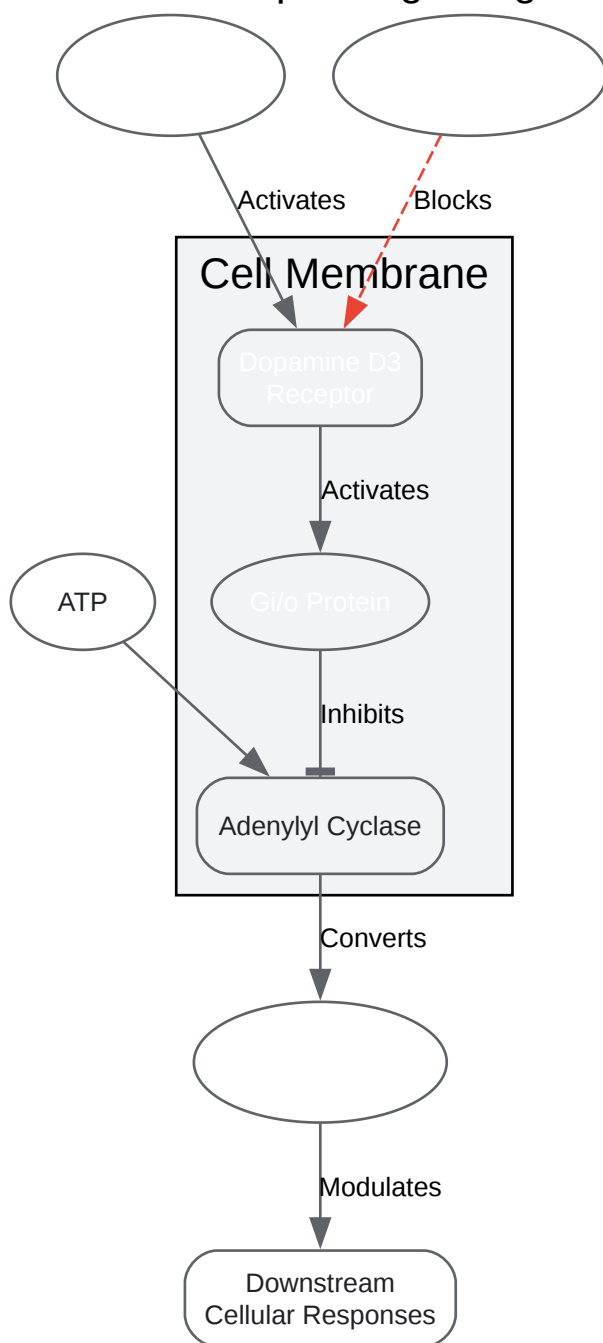 Activates
Blocks
Cell Membrane
Dopamine D3
Receptor
Activates
ATP
Gi/o Protein
Inhibits
Adenylyl Cyclase
Converts
Modulates
Downstream
Cellular Responses